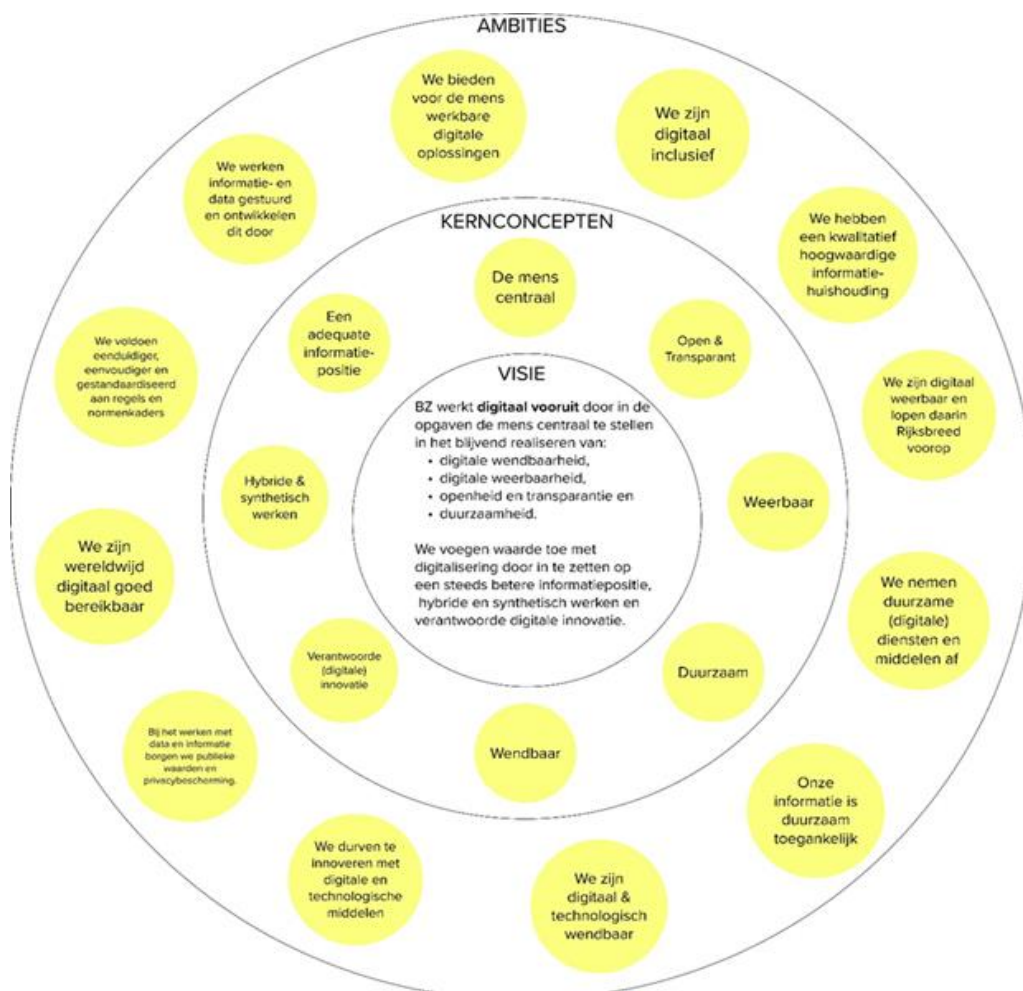 AMBITIES
We bieden
voor de mens
werkbare
digitale
oplossingen
We zijn
digitaal
inclusief
We hebben
een kwalitatief
hoogwaardige
informatie-
huishouding
We zijn digitaal
weerbaar en
lopen daarin
Rijksbreed
voorop
We nemen
duurzame
(digitale)
diensten en
middelen af
Onze
informatie is
duurzaam
toegankelijk
We zijn
digitaal &
technologisch
wendbaar
We durven te
innoveren met
digitale en
technologische
middelen
Bij het werken met
data en informatie
borgen we publieke
waarden en
privacybescherming.
We zijn
wereldwijd
digitaal goed
bereikbaar
We voldoen
eenduidiger,
eenvoudiger en
gestandaardiseerd
aan regels en
normenkaders
We werken
informatie- en
data gestuurd
en ontwikkelen
dit door
KERNCONCEPTEN
De mens
centraal
Open &
Transparant
Weerbaar
Duurzaam
Wendbaar
Verantwoorde
(digitale)
innovatie
Hybride &
synthetisch
werken
Een
adequate
informatie-
positie
VISIE
BZ werkt digitaal vooruit door in de
opgaven de mens centraal te stellen
in het blijvend realiseren van:
• digitale wendbaarheid,
• digitale weerbaarheid,
• openheid en transparantie en
• duurzaamheid.
We voegen waarde toe met
digitalisering door in te zetten op
een steeds betere informatiepositie,
hybride en synthetisch werken en
verantwoorde digitale innovatie.